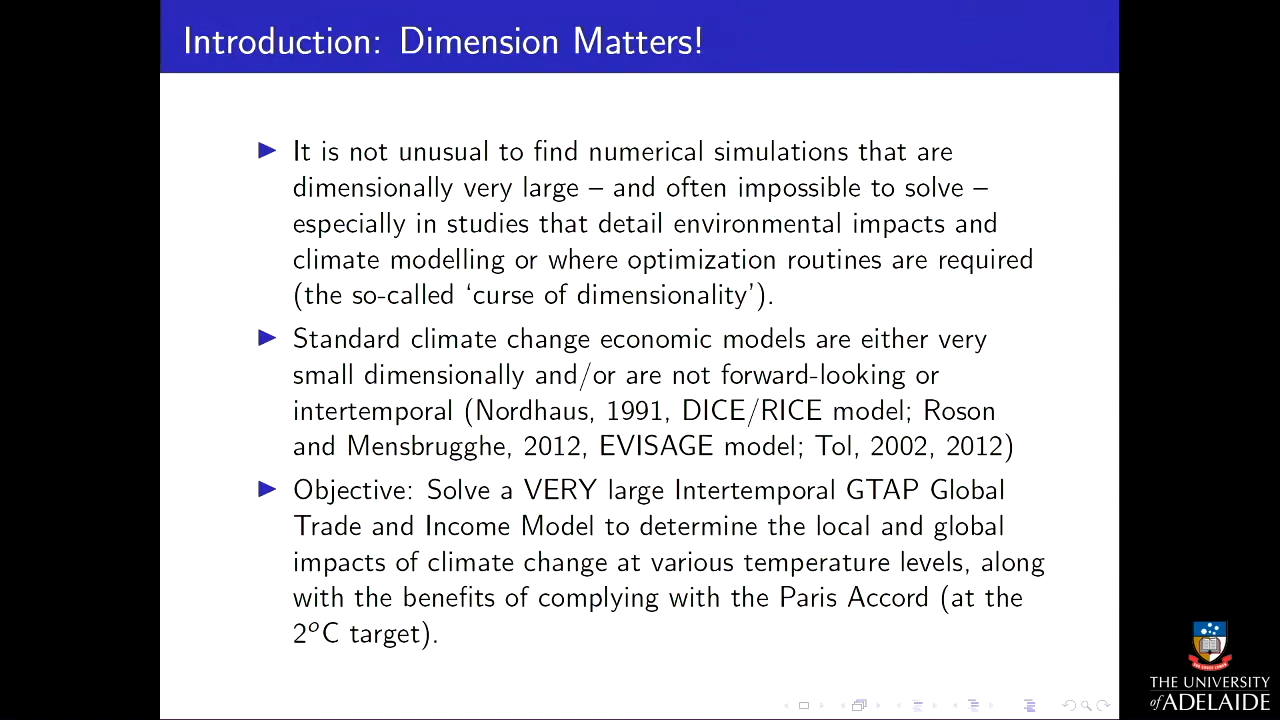 Introduction: Dimension Matters!
It is not unusual to find numerical simulations that are
dimensionally very large – and often impossible to solve –
especially in studies that detail environmental impacts and
climate modelling or where optimization routines are required
(the so-called ‘curse of dimensionality’).
Standard climate change economic models are either very
small dimensionally and/or are not forward-looking or
intertemporal (Nordhaus, 1991, DICE/RICE model; Roson
and Mensbrugghe, 2012, EVISAGE model; Tol, 2002, 2012)
Objective: Solve a VERY large Intertemporal GTAP Global
Trade and Income Model to determine the local and global
impacts of climate change at various temperature levels, along
with the benefits of complying with the Paris Accord (at the
2°C target).
THE UNIVERSITY
of ADELAIDE